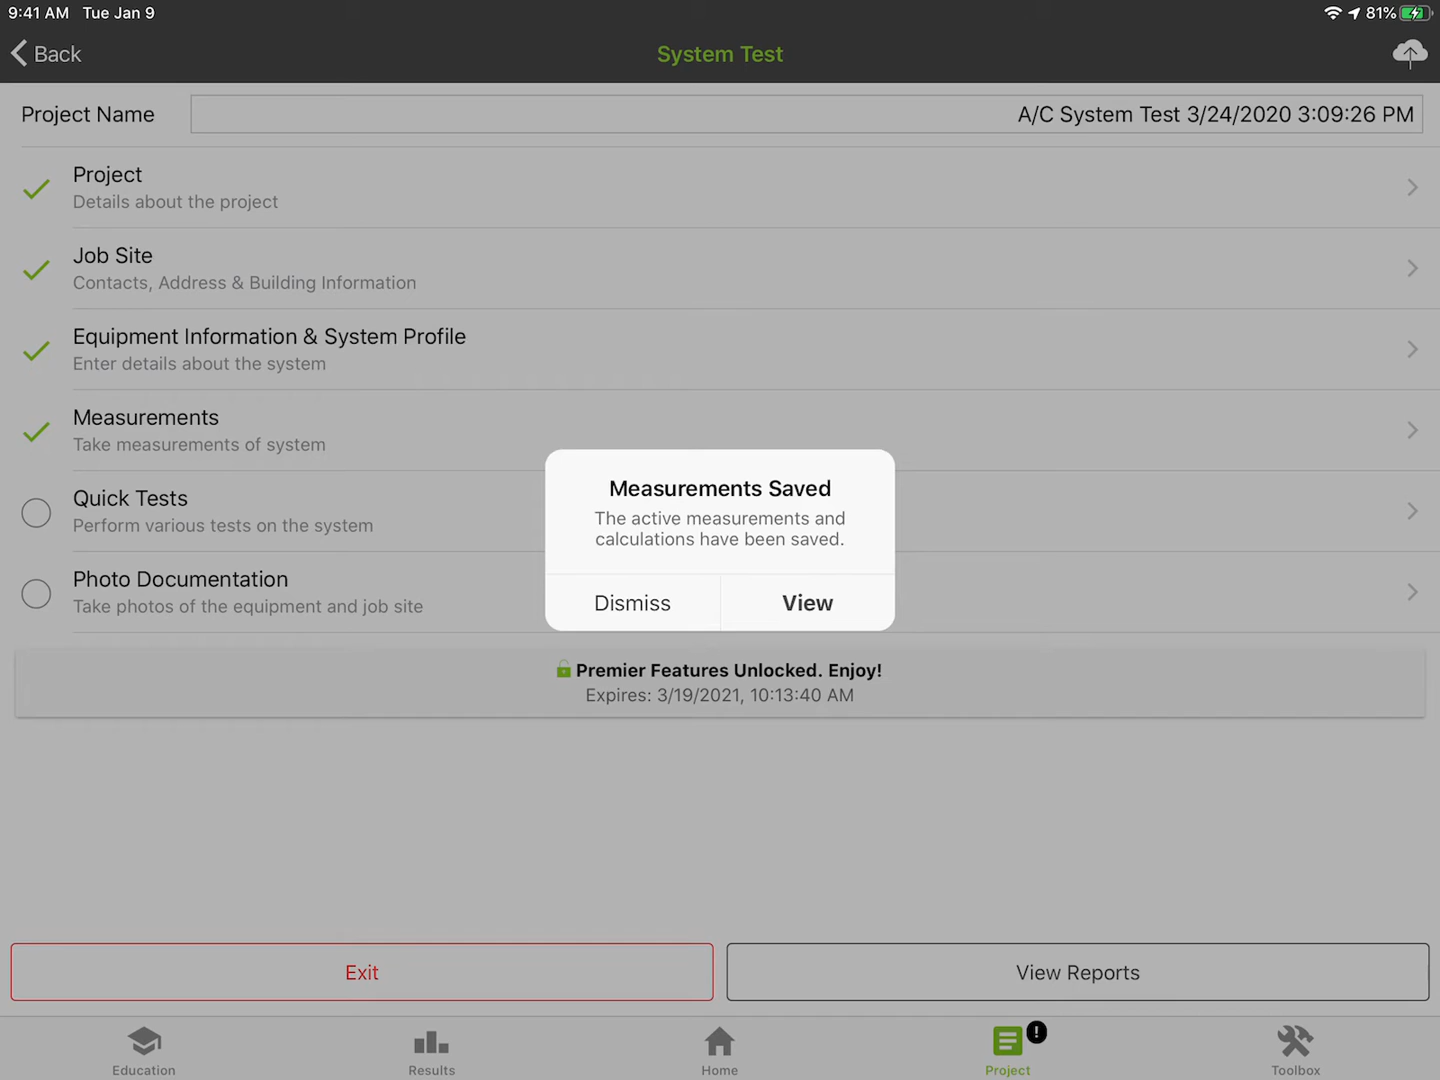 9:41 AM Tue Jan 9
81%
Back
System Test
Project Name
A/C System Test 3/24/2020 3:09:26 PM
Project
Details about the project
Job Site
Contacts, Address & Building Information
Equipment Information & System Profile
Enter details about the system
Measurements
Take measurements of system
Quick Tests
Perform various tests on the system
Photo Documentation
Take photos of the equipment and job site
Measurements Saved
The active measurements and
calculations have been saved.
Dismiss
View
Premier Features Unlocked. Enjoy!
Expires: 3/19/2021, 10:13:40 AM
Exit
View Reports
!
Education
Results
Home
Project
Toolbox